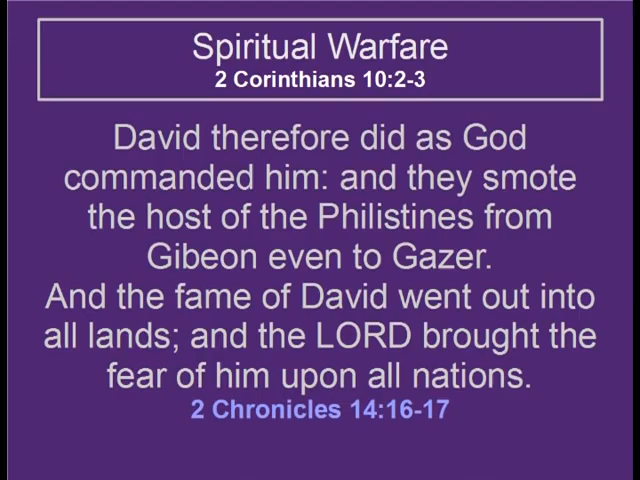 Spiritual Warfare
2 Corinthians 10:2-3
David therefore did as God
commanded him: and they smote
the host of the Philistines from
Gibeon even to Gazer.
And the fame of David went out into
all lands; and the LORD brought the
fear of him upon all nations.
2 Chronicles 14:16-17